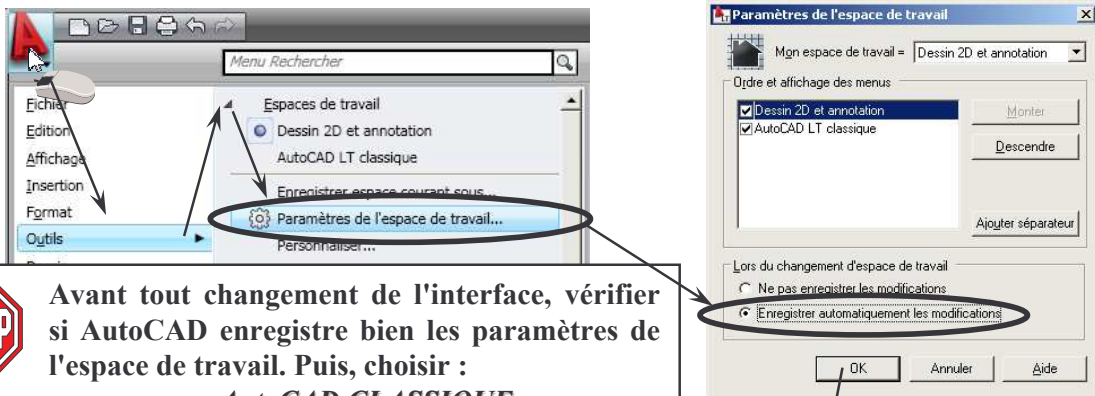 Menu Rechercher
Fichier
Edition
Affichage
Insertion
Format
Outils
Espaces de travail
Dessin 2D et annotation
AutoCAD LT classique
Enregistrer espace courant sous...
Paramètres de l'espace de travail...
Personnaliser...
Avant tout changement de l'interface, vérifier
si AutoCAD enregistre bien les paramètres de
l'espace de travail. Puis, choisir :
AutoCAD CLASSIQUE
Paramètres de l'espace de travail
Mon espace de travail = Dessin 2D et annotation
Ordre et affichage des menus
Dessin 2D et annotation
AutoCAD LT classique
Monter
Descendre
Ajouter séparateur
Lors du changement d'espace de travail
Ne pas enregistrer les modifications
Enregistrer automatiquement les modifications
OK Annuler Aide